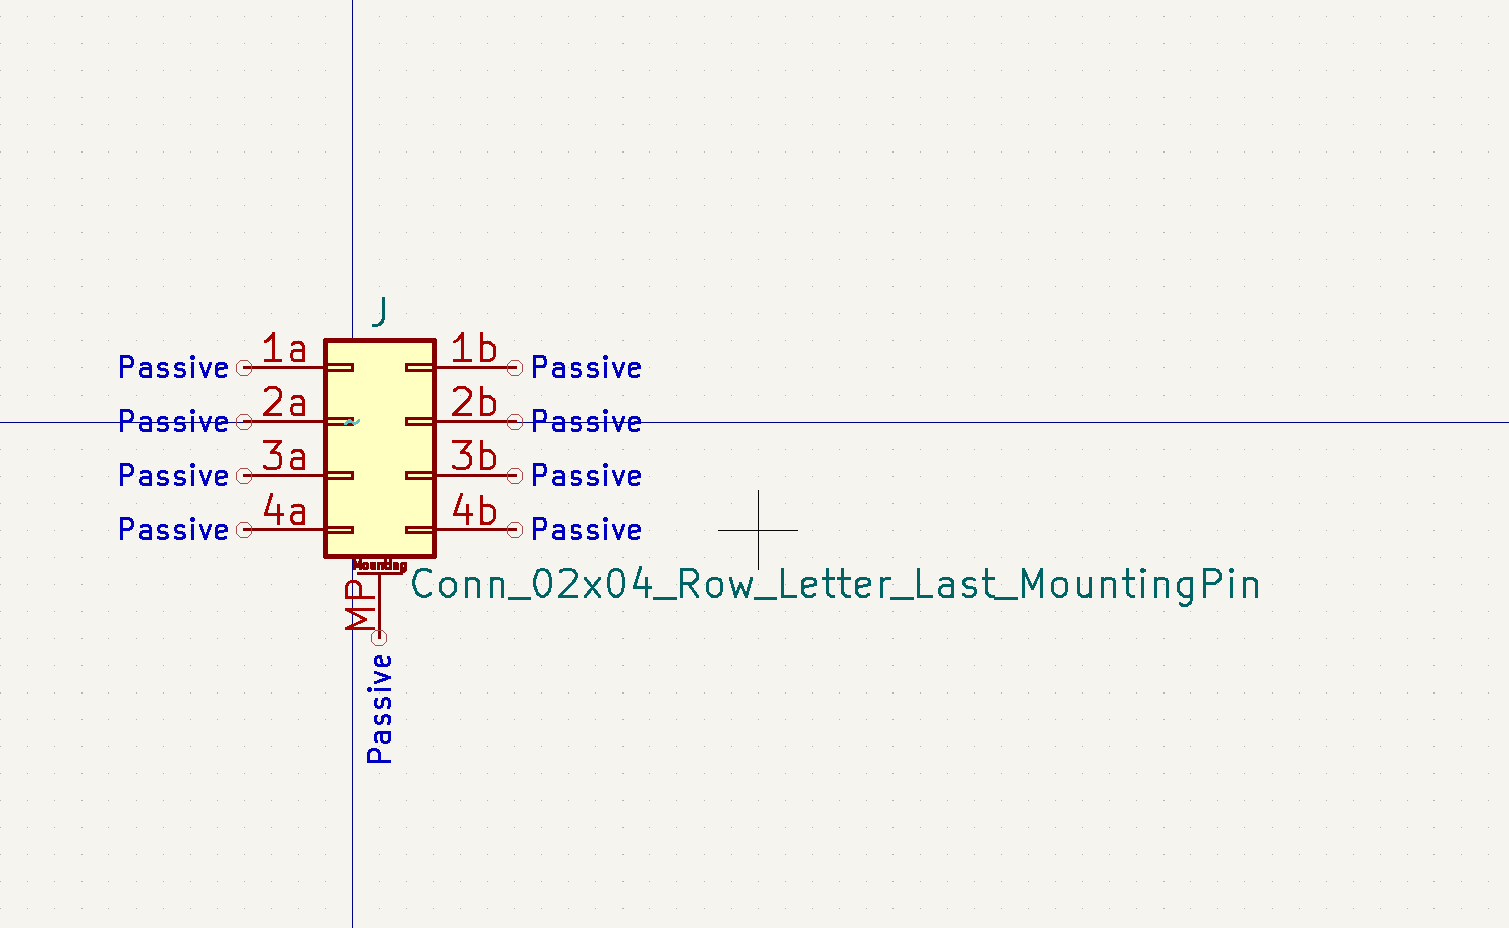 J
Passive 1a 1b Passive
Passive 2a ~ 2b Passive
Passive 3a 3b Passive
Passive 4a 4b Passive
Mounting
MP
Conn_02x04_Row_Letter_Last_MountingPin
Passive